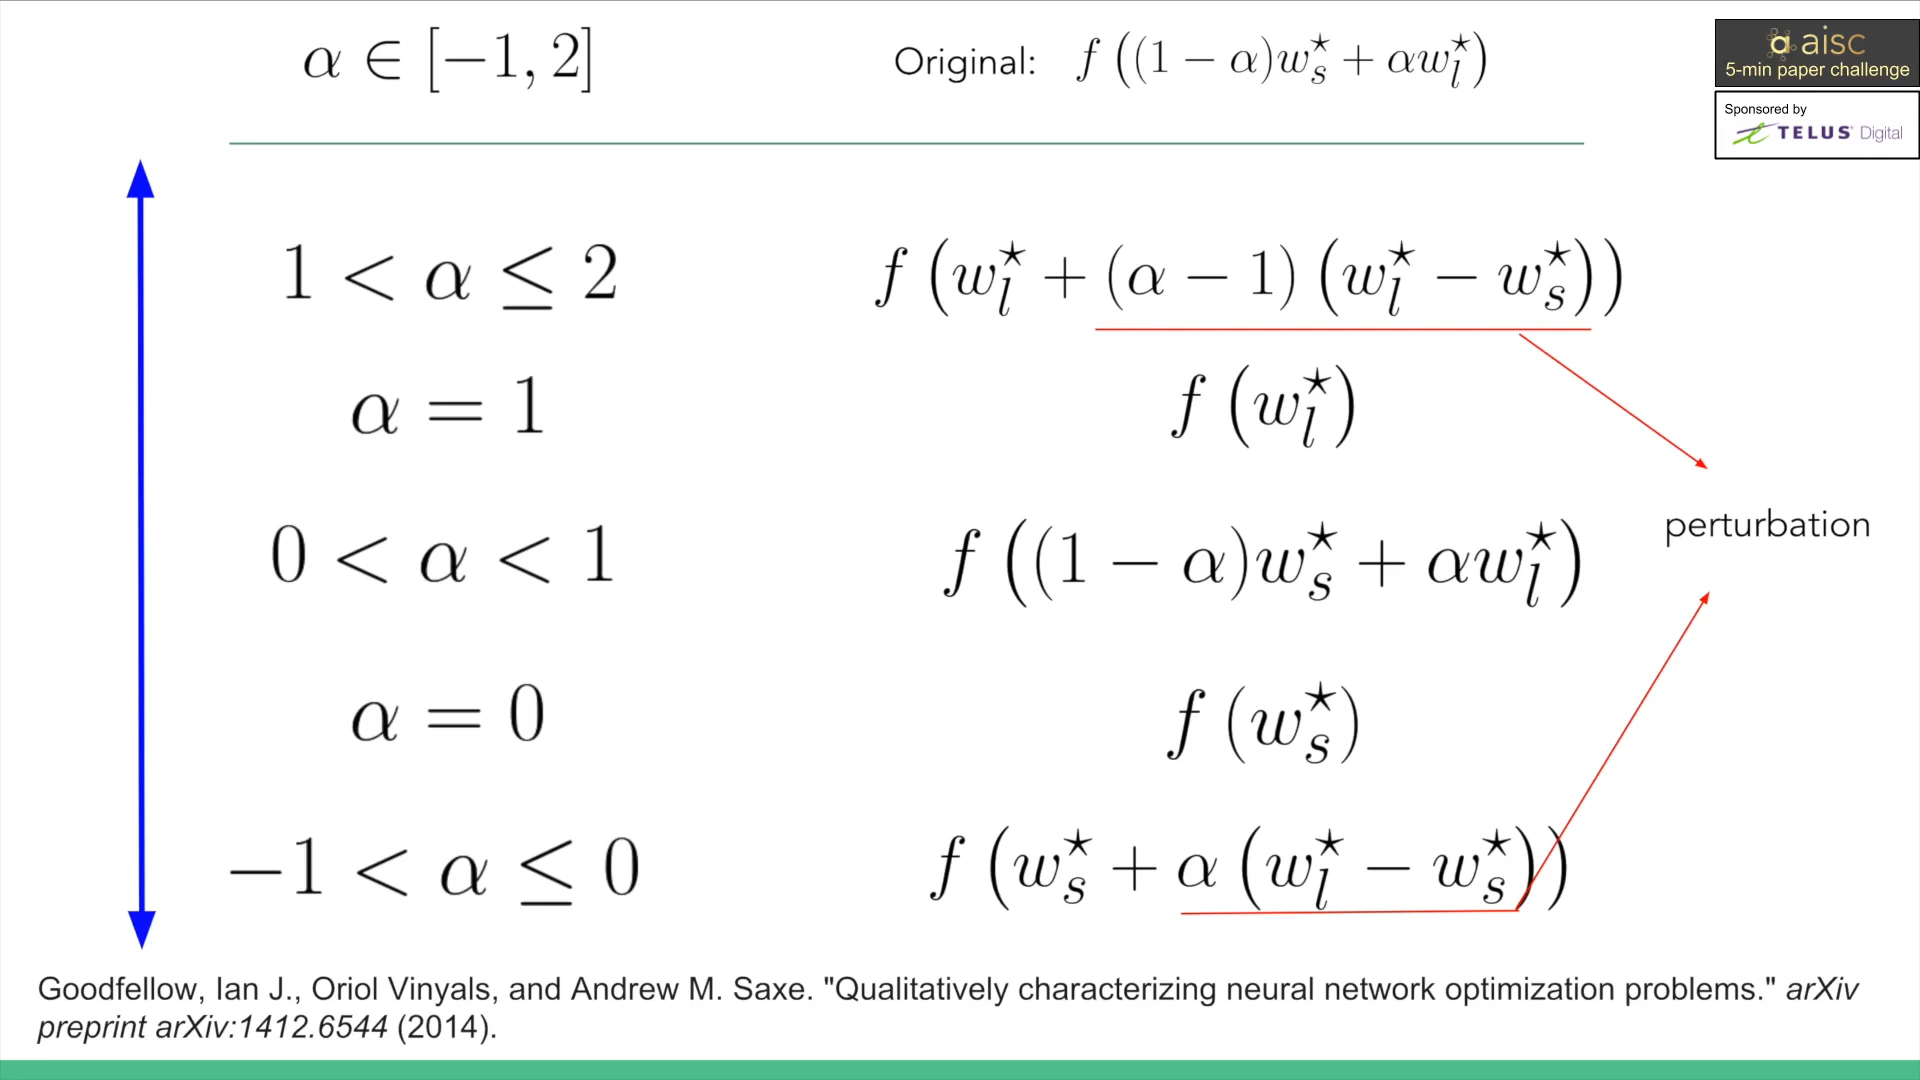 α ∈ [−1, 2]
Original: f ((1 − α)w_s^⋆ + αw_l^⋆)
aisc
5-min paper challenge
Sponsored by
TELUS Digital
1 < α ≤ 2
f (w_l^⋆ + (α − 1) (w_l^⋆ − w_s^⋆))
α = 1
f (w_l^⋆)
0 < α < 1
f ((1 − α)w_s^⋆ + αw_l^⋆)
perturbation
α = 0
f (w_s^⋆)
−1 < α ≤ 0
f (w_s^⋆ + α (w_l^⋆ − w_s^⋆))
Goodfellow, Ian J., Oriol Vinyals, and Andrew M. Saxe. "Qualitatively characterizing neural network optimization problems." arXiv
preprint arXiv:1412.6544 (2014).